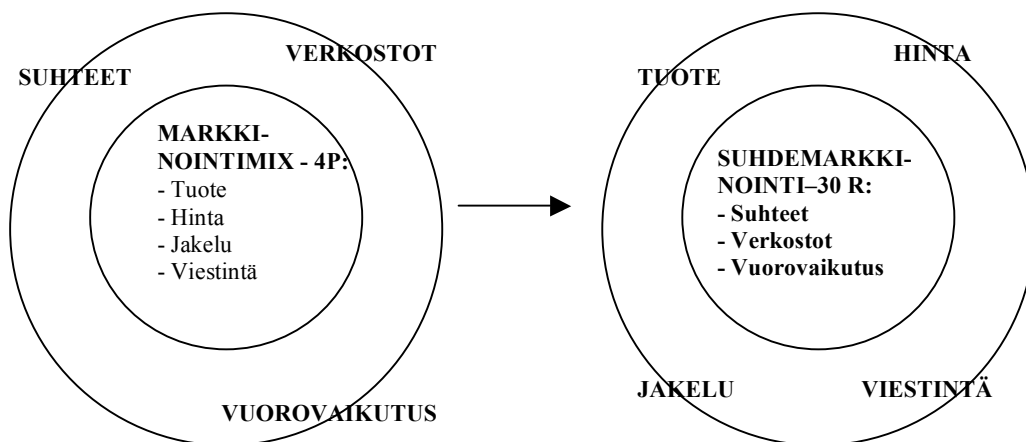 SUHTEET
VERKOSTOT
MARKKI-
NOINTIMIX - 4P:
- Tuote
- Hinta
- Jakelu
- Viestintä
VUOROVAIKUTUS
TUOTE
HINTA
SUHDEMARKKI-
NOINTI–30 R:
- Suhteet
- Verkostot
- Vuorovaikutus
JAKELU
VIESTINTÄ